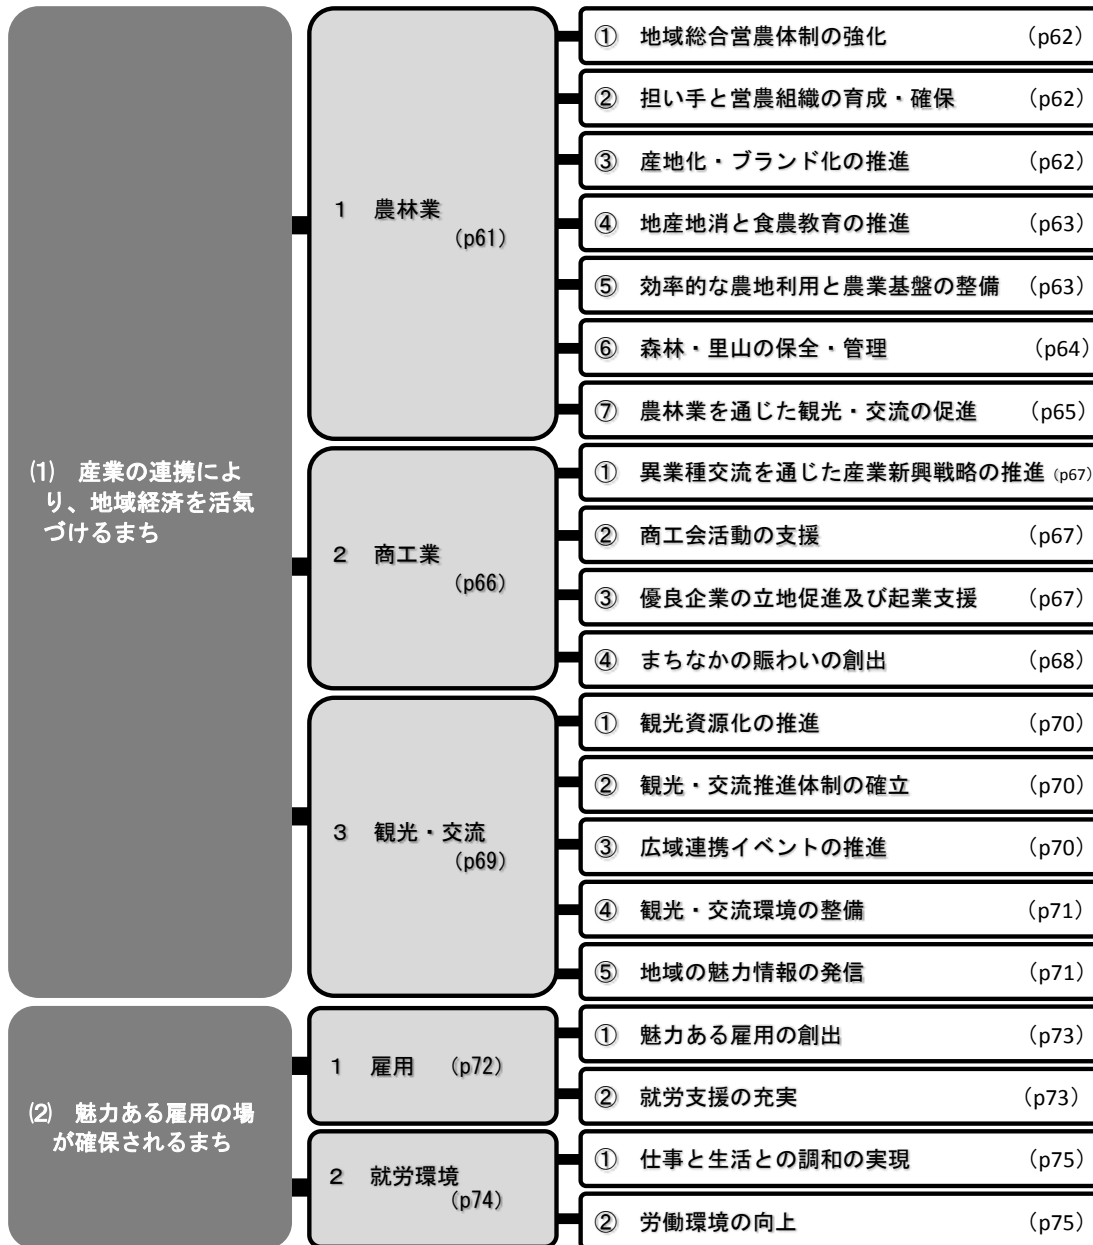 ⑴ 産業の連携によ
り、地域経済を活気
づけるまち
1 農林業
(p61)
① 地域総合営農体制の強化 (p62)
② 担い手と営農組織の育成・確保 (p62)
③ 産地化・ブランド化の推進 (p62)
④ 地産地消と食農教育の推進 (p63)
⑤ 効率的な農地利用と農業基盤の整備 (p63)
⑥ 森林・里山の保全・管理 (p64)
⑦ 農林業を通じた観光・交流の促進 (p65)
2 商工業
(p66)
① 異業種交流を通じた産業新興戦略の推進 (p67)
② 商工会活動の支援 (p67)
③ 優良企業の立地促進及び起業支援 (p67)
④ まちなかの賑わいの創出 (p68)
3 観光・交流
(p69)
① 観光資源化の推進 (p70)
② 観光・交流推進体制の確立 (p70)
③ 広域連携イベントの推進 (p70)
④ 観光・交流環境の整備 (p71)
⑤ 地域の魅力情報の発信 (p71)
⑵ 魅力ある雇用の場
が確保されるまち
1 雇用 (p72)
① 魅力ある雇用の創出 (p73)
② 就労支援の充実 (p73)
2 就労環境
(p74)
① 仕事と生活との調和の実現 (p75)
② 労働環境の向上 (p75)